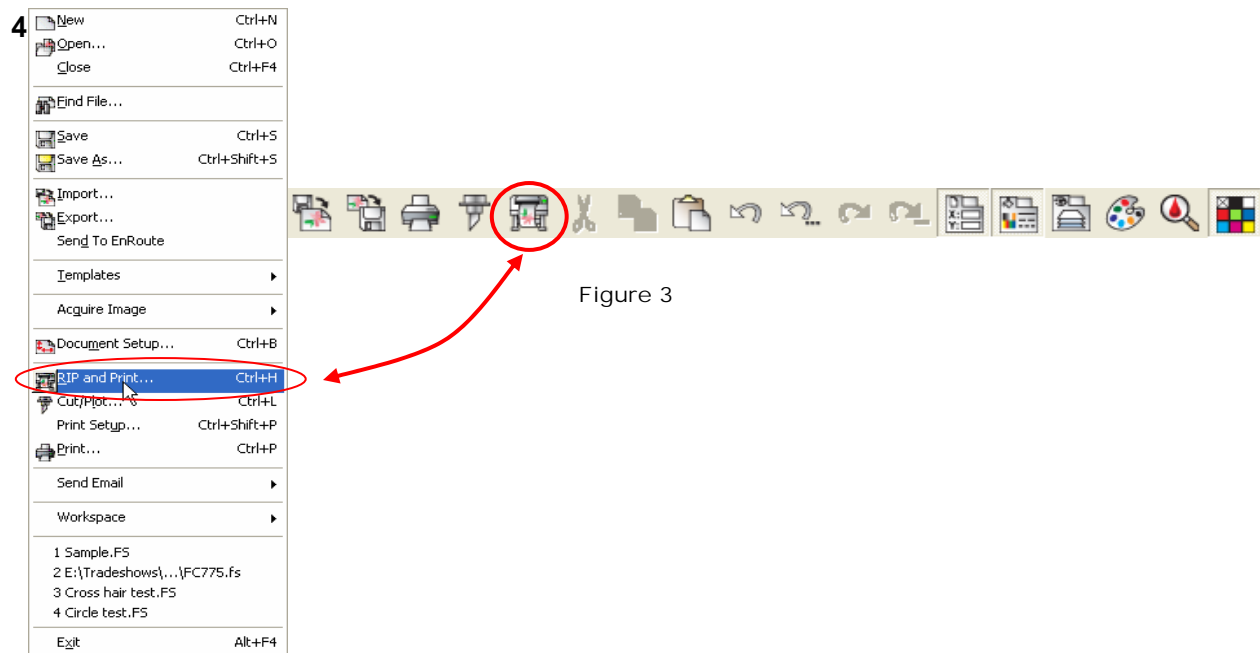 4
New Ctrl+N
Open... Ctrl+O
Close Ctrl+F4
Find File...
Save Ctrl+S
Save As... Ctrl+Shift+S
Import...
Export...
Send To EnRoute
Templates
Acquire Image
Document Setup... Ctrl+B
RIP and Print... Ctrl+H
Cut/Plot... Ctrl+L
Print Setup... Ctrl+Shift+P
Print... Ctrl+P
Send Email
Workspace
1 Sample.FS
2 E:\Tradeshows\...\FC775.fs
3 Cross hair test.FS
4 Circle test.FS
Exit Alt+F4
X:
Y:
Figure 3